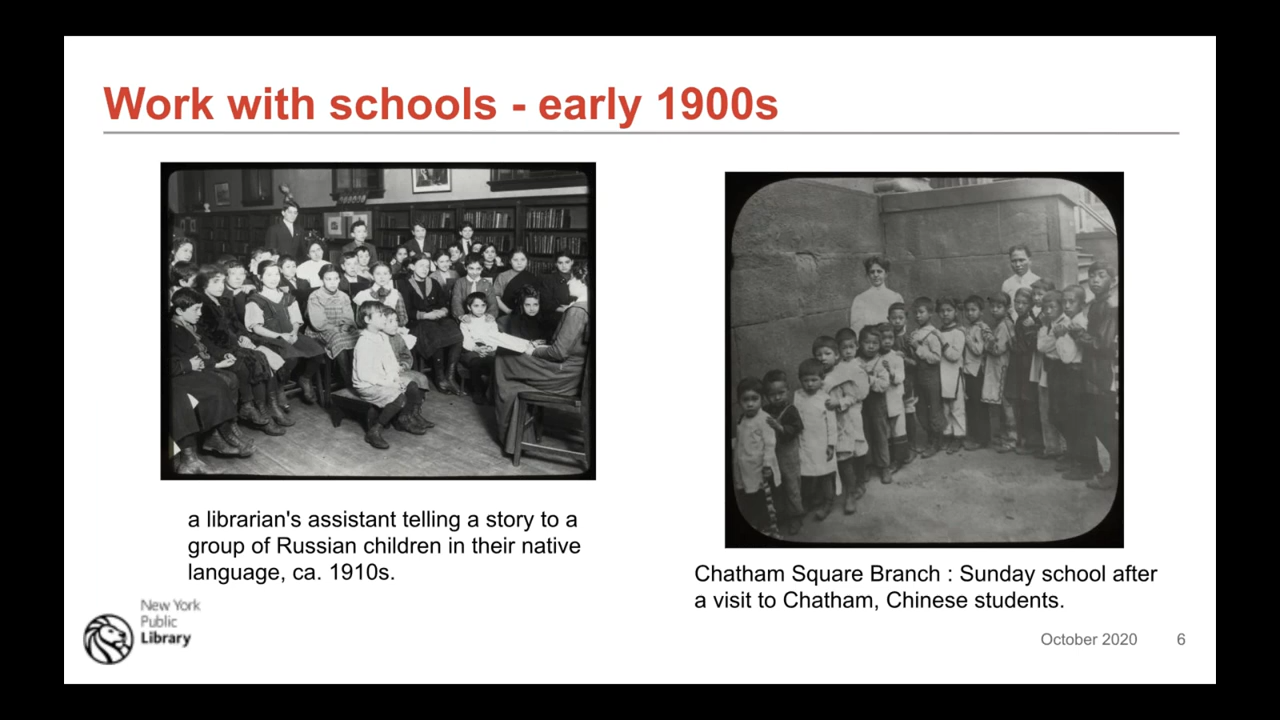 Work with schools - early 1900s
a librarian's assistant telling a story to a
group of Russian children in their native
language, ca. 1910s.
Chatham Square Branch : Sunday school after
a visit to Chatham, Chinese students.
New York
Public
Library
October 2020
6